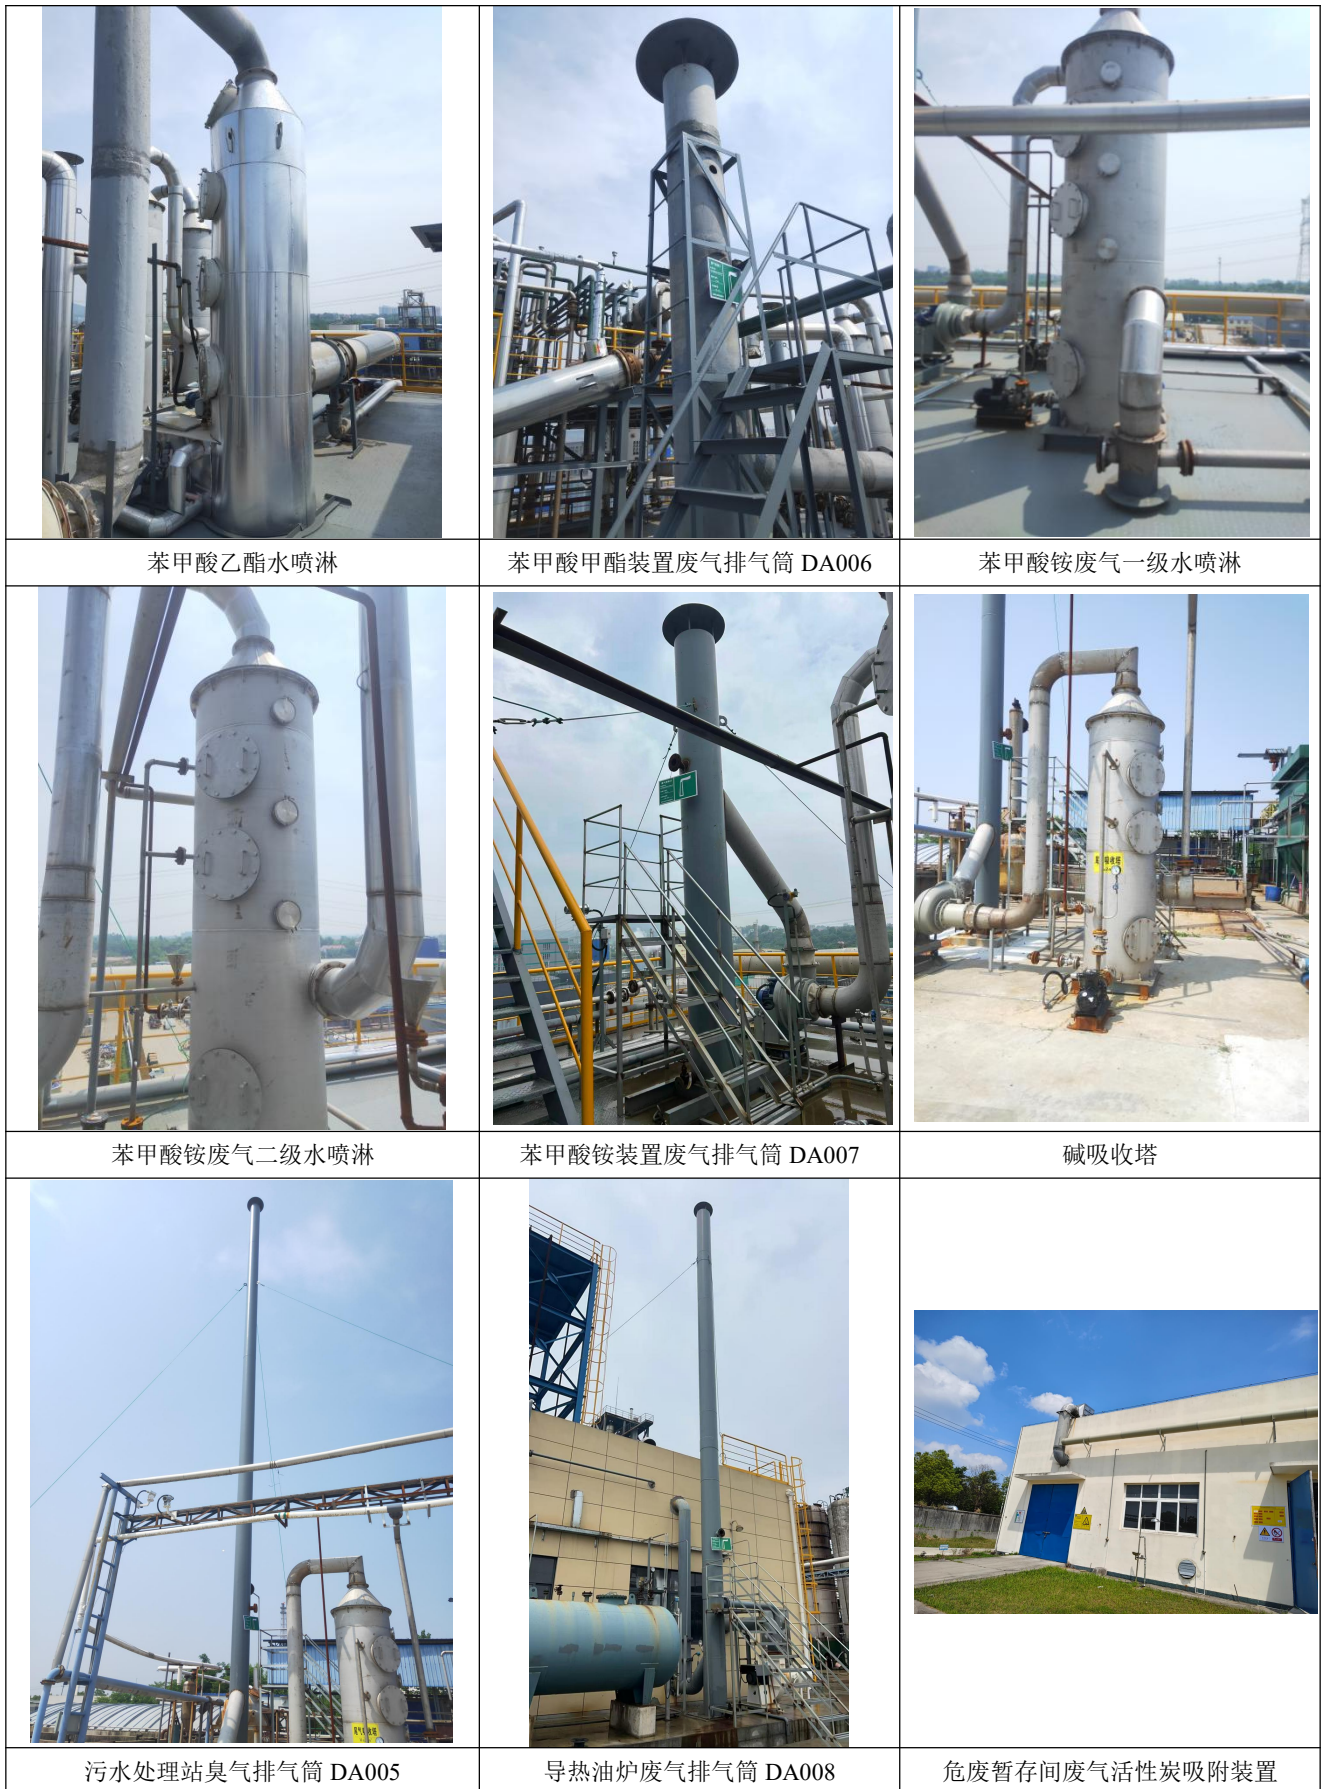 苯甲酸乙酯水喷淋
苯甲酸甲酯装置废气排气筒 DA006
苯甲酸铵废气一级水喷淋
苯甲酸铵废气二级水喷淋
苯甲酸铵装置废气排气筒 DA007
碱吸收塔
污水处理站臭气排气筒 DA005
导热油炉废气排气筒 DA008
危废暂存间废气活性炭吸附装置